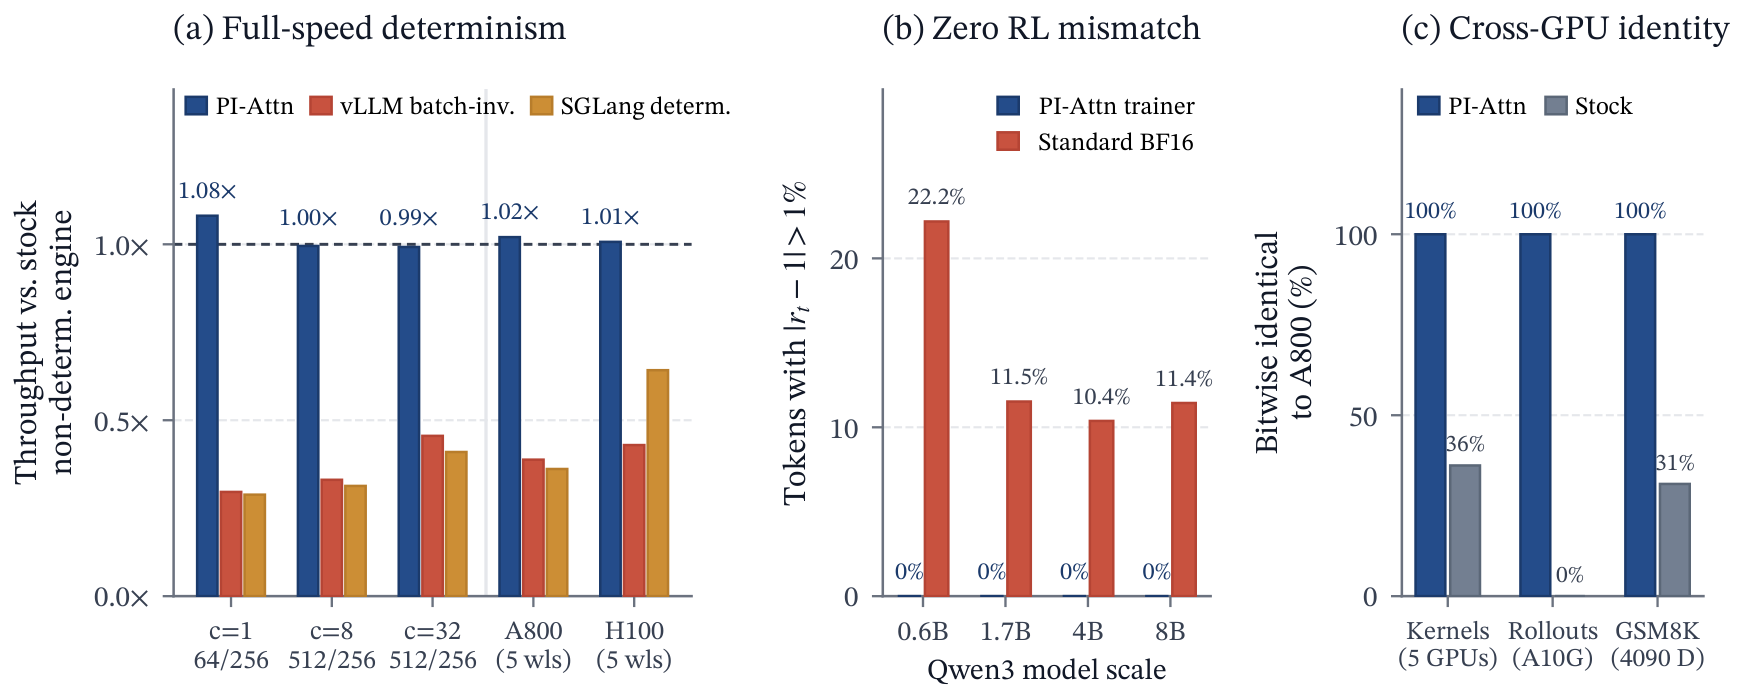 (a) Full-speed determinism
PI-Attn vLLM batch-inv. SGLang determ.
Throughput vs. stock
non-determ. engine
1.0×
0.5×
0.0×
1.08×
1.00×
0.99×
1.02×
1.01×
c=1
64/256
c=8
512/256
c=32
512/256
A800
(5 wls)
H100
(5 wls)
(b) Zero RL mismatch
PI-Attn trainer
Standard BF16
Tokens with |r_t − 1| > 1%
20
10
0
0%
22.2%
0%
11.5%
0%
10.4%
0%
11.4%
0.6B
1.7B
4B
8B
Qwen3 model scale
(c) Cross-GPU identity
PI-Attn Stock
Bitwise identical
to A800 (%)
100
50
0
100%
36%
100%
0%
100%
31%
Kernels
(5 GPUs)
Rollouts
(A10G)
GSM8K
(4090 D)